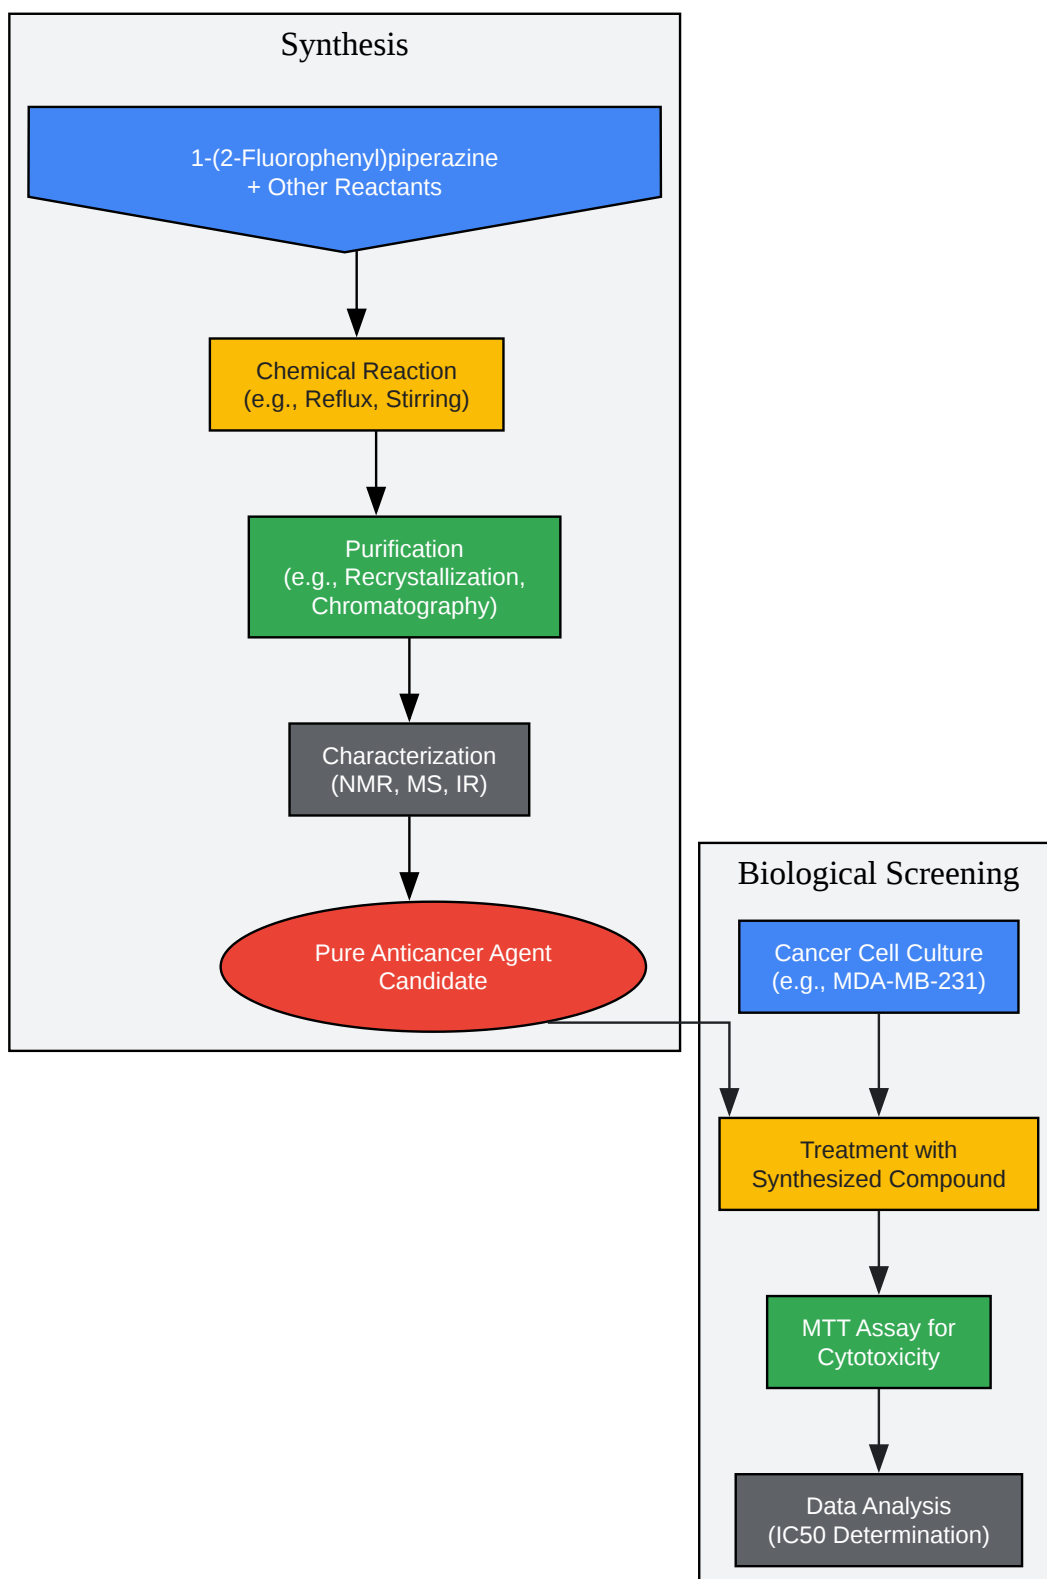 Synthesis
1-(2-Fluorophenyl)piperazine
+ Other Reactants
Chemical Reaction
(e.g., Reflux, Stirring)
Purification
(e.g., Recrystallization,
Chromatography)
Characterization
(NMR, MS, IR)
Pure Anticancer Agent
Candidate
Biological Screening
Cancer Cell Culture
(e.g., MDA-MB-231)
Treatment with
Synthesized Compound
MTT Assay for
Cytotoxicity
Data Analysis
(IC50 Determination)